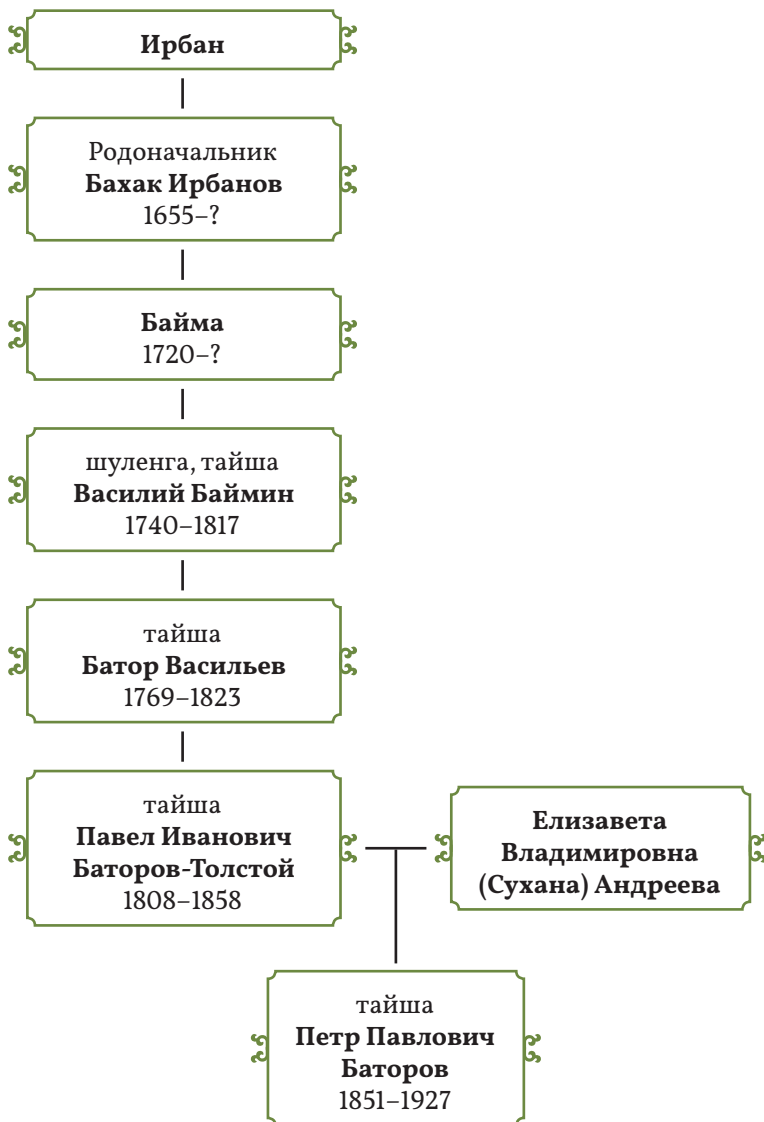 Ирбан
Родоначальник
Бахак Ирбанов
1655–?
Байма
1720–?
шуленга, тайша
Василий Баймин
1740–1817
тайша
Батор Васильев
1769–1823
тайша
Павел Иванович
Баторов-Толстой
1808–1858
Елизавета
Владимировна
(Сухана) Андреева
тайша
Петр Павлович
Баторов
1851–1927